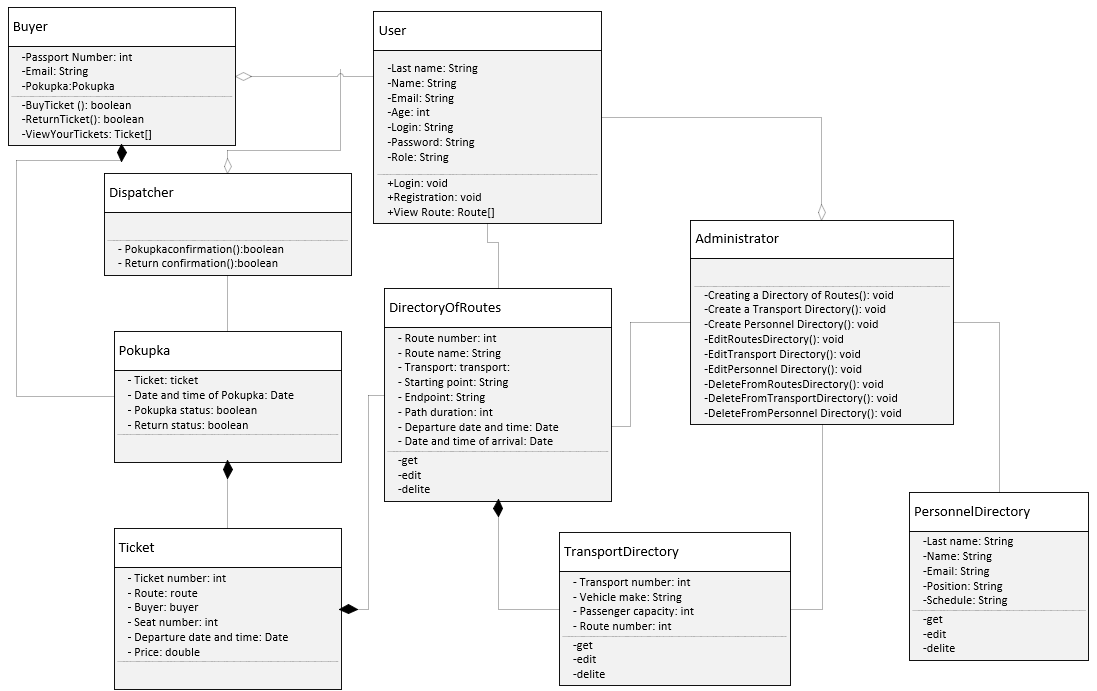 Buyer
-Passport Number: int
-Email: String
-Pokupka:Pokupka
-BuyTicket (): boolean
-ReturnTicket(): boolean
-ViewYourTickets: Ticket[]
User
-Last name: String
-Name: String
-Email: String
-Age: int
-Login: String
-Password: String
-Role: String
+Login: void
+Registration: void
+View Route: Route[]
Dispatcher
- Pokupkaconfirmation():boolean
- Return confirmation():boolean
Administrator
-Creating a Directory of Routes(): void
-Create a Transport Directory(): void
-Create Personnel Directory(): void
-EditRoutesDirectory(): void
-EditTransport Directory(): void
-EditPersonnel Directory(): void
-DeleteFromRoutesDirectory(): void
-DeleteFromTransportDirectory(): void
-DeleteFromPersonnel Directory(): void
DirectoryOfRoutes
- Route number: int
- Route name: String
- Transport: transport:
- Starting point: String
- Endpoint: String
- Path duration: int
- Departure date and time: Date
- Date and time of arrival: Date
-get
-edit
-delite
Pokupka
- Ticket: ticket
- Date and time of Pokupka: Date
- Pokupka status: boolean
- Return status: boolean
Ticket
- Ticket number: int
- Route: route
- Buyer: buyer
- Seat number: int
- Departure date and time: Date
- Price: double
TransportDirectory
- Transport number: int
- Vehicle make: String
- Passenger capacity: int
- Route number: int
-get
-edit
-delite
PersonnelDirectory
-Last name: String
-Name: String
-Email: String
-Position: String
-Schedule: String
-get
-edit
-delite